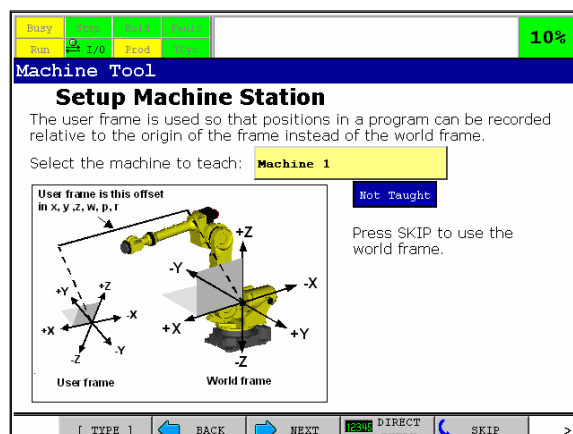 Busy Step Hold Fault
10%
Run I/O Prod TCyc
Machine Tool
Setup Machine Station
The user frame is used so that positions in a program can be recorded
relative to the origin of the frame instead of the world frame.
Select the machine to teach: Machine 1
Not Taught
User frame is this offset
in x, y ,z, w, p, r
Press SKIP to use the
world frame.
+Z
-Y
-X
+X
+Y
-Z
+Z
+Y
-X
+X
-Y
-Z
User frame
World frame
[ TYPE ] BACK NEXT 12345 DIRECT SKIP >